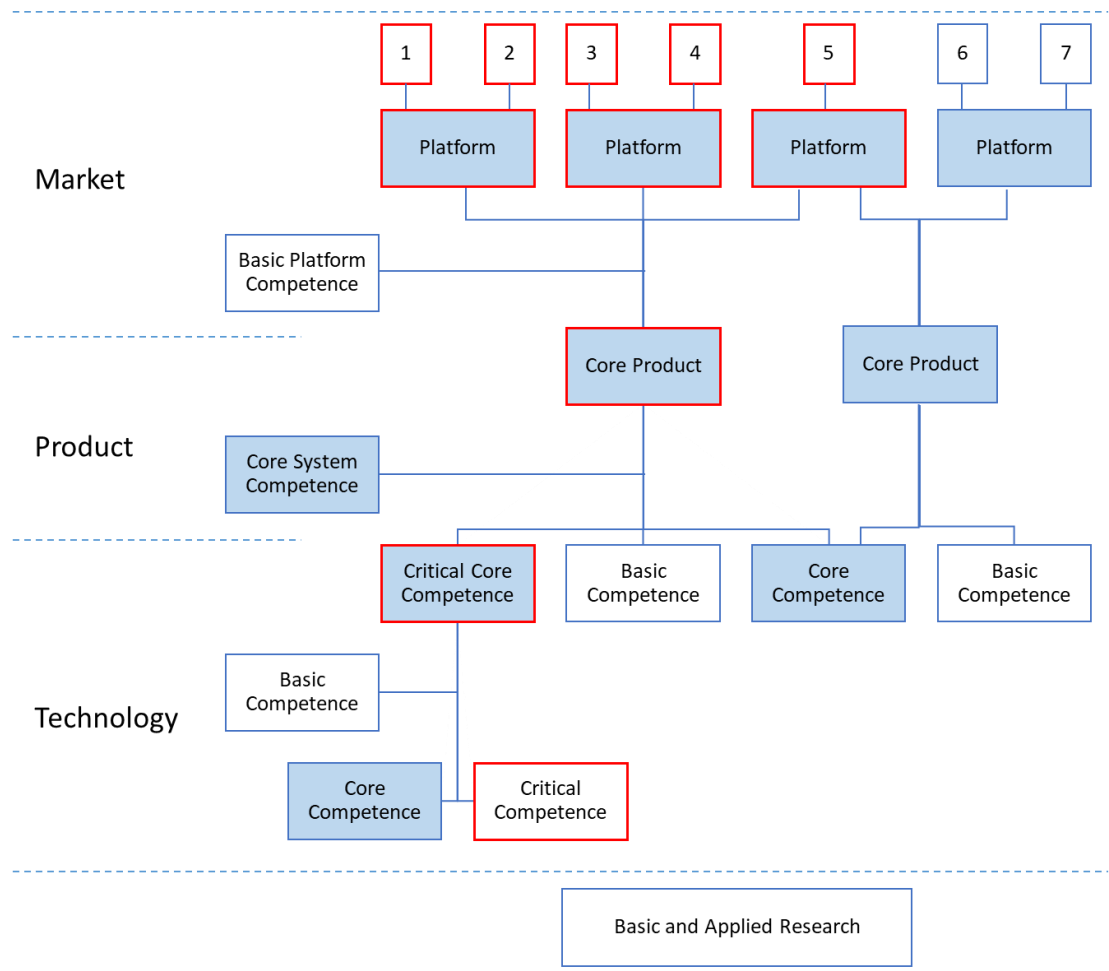 1
2
3
4
5
6
7
Platform
Platform
Platform
Platform
Market
Basic Platform
Competence
Core Product
Core Product
Product
Core System
Competence
Critical Core
Competence
Basic
Competence
Core
Competence
Basic
Competence
Basic
Competence
Technology
Core
Competence
Critical
Competence
Basic and Applied Research